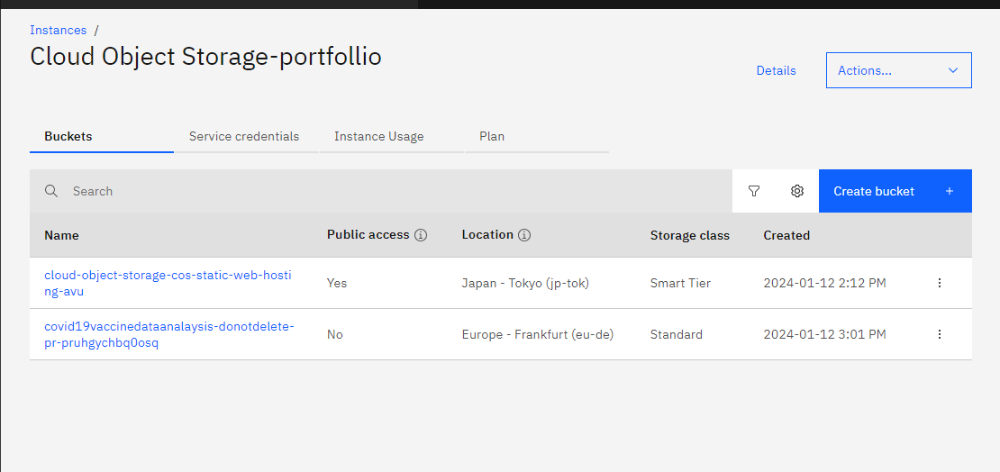 Instances /
Cloud Object Storage-portfollio
Details
Actions...
Buckets
Service credentials
Instance Usage
Plan
Search
Create bucket +
Name Public access Location Storage class Created
cloud-object-storage-cos-static-web-hosti
ng-avu
Yes Japan - Tokyo (jp-tok) Smart Tier 2024-01-12 2:12 PM
covid19vaccinedataanalaysis-donotdelete-
pr-pruhgychbq0osq
No Europe - Frankfurt (eu-de) Standard 2024-01-12 3:01 PM